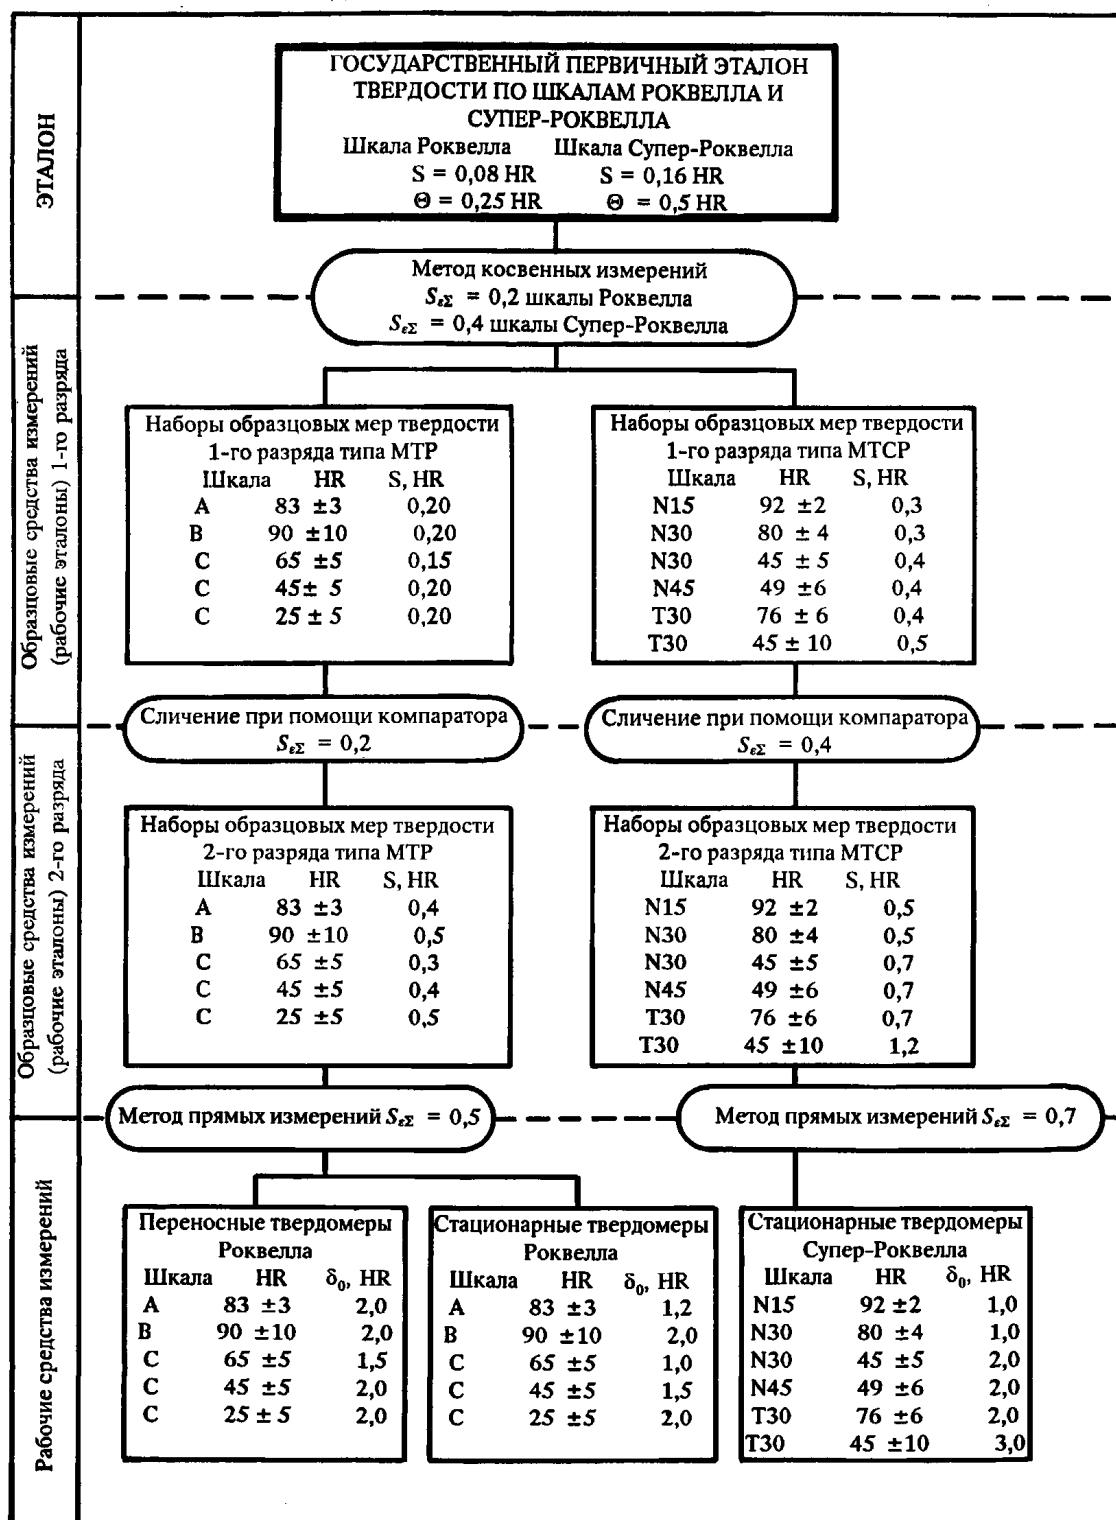 ЭТАЛОН
ГОСУДАРСТВЕННЫЙ ПЕРВИЧНЫЙ ЭТАЛОН
ТВЕРДОСТИ ПО ШКАЛАМ РОКВЕЛЛА И
СУПЕР-РОКВЕЛЛА
Шкала Роквелла Шкала Супер-Роквелла
S = 0,08 HR S = 0,16 HR
Θ = 0,25 HR Θ = 0,5 HR
Метод косвенных измерений
SεΣ = 0,2 шкалы Роквелла
SεΣ = 0,4 шкалы Супер-Роквелла
Образцовые средства измерений
(рабочие эталоны) 1-го разряда
Наборы образцовых мер твердости
1-го разряда типа МТР
Шкала HR S, HR
A 83 ±3 0,20
B 90 ±10 0,20
C 65 ±5 0,15
C 45± 5 0,20
C 25 ± 5 0,20
Наборы образцовых мер твердости
1-го разряда типа МТСР
Шкала HR S, HR
N15 92 ±2 0,3
N30 80 ± 4 0,3
N30 45 ± 5 0,4
N45 49 ±6 0,4
T30 76 ± 6 0,4
T30 45 ± 10 0,5
Сличение при помощи компаратора
SεΣ = 0,2
Сличение при помощи компаратора
SεΣ = 0,4
Образцовые средства измерений
(рабочие эталоны) 2-го разряда
Наборы образцовых мер твердости
2-го разряда типа МТР
Шкала HR S, HR
A 83 ±3 0,4
B 90 ±10 0,5
C 65 ±5 0,3
C 45 ±5 0,4
C 25 ±5 0,5
Наборы образцовых мер твердости
2-го разряда типа МТСР
Шкала HR S, HR
N15 92 ±2 0,5
N30 80 ±4 0,5
N30 45 ±5 0,7
N45 49 ±6 0,7
T30 76 ±6 0,7
T30 45 ±10 1,2
Метод прямых измерений SεΣ = 0,5
Метод прямых измерений SεΣ = 0,7
Рабочие средства измерений
Переносные твердомеры
Роквелла
Шкала HR δ0, HR
A 83 ±3 2,0
B 90 ±10 2,0
C 65 ±5 1,5
C 45 ±5 2,0
C 25 ± 5 2,0
Стационарные твердомеры
Роквелла
Шкала HR δ0, HR
A 83 ±3 1,2
B 90 ±10 2,0
C 65 ±5 1,0
C 45 ±5 1,5
C 25 ±5 2,0
Стационарные твердомеры
Супер-Роквелла
Шкала HR δ0, HR
N15 92 ±2 1,0
N30 80 ±4 1,0
N30 45 ±5 2,0
N45 49 ±6 2,0
T30 76 ±6 2,0
T30 45 ±10 3,0